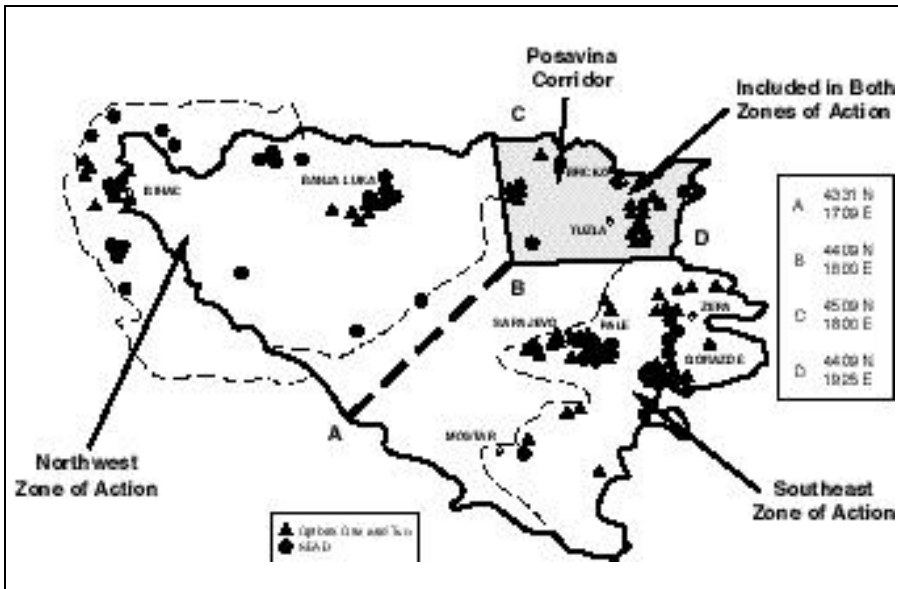 Posavina
Corridor
Included in Both
Zones of Action
C
BRCKO
BANJA LUKA
BIHAC
TUZLA
D
A 4331 N
1709 E
B 4409 N
1800 E
C 4509 N
1800 E
D 4409 N
1925 E
B
ZEPA
SARAJEVO
PALE
GORAZDE
A
MOSTAR
Northwest
Zone of Action
Southeast
Zone of Action
Options One and Two
SEAD